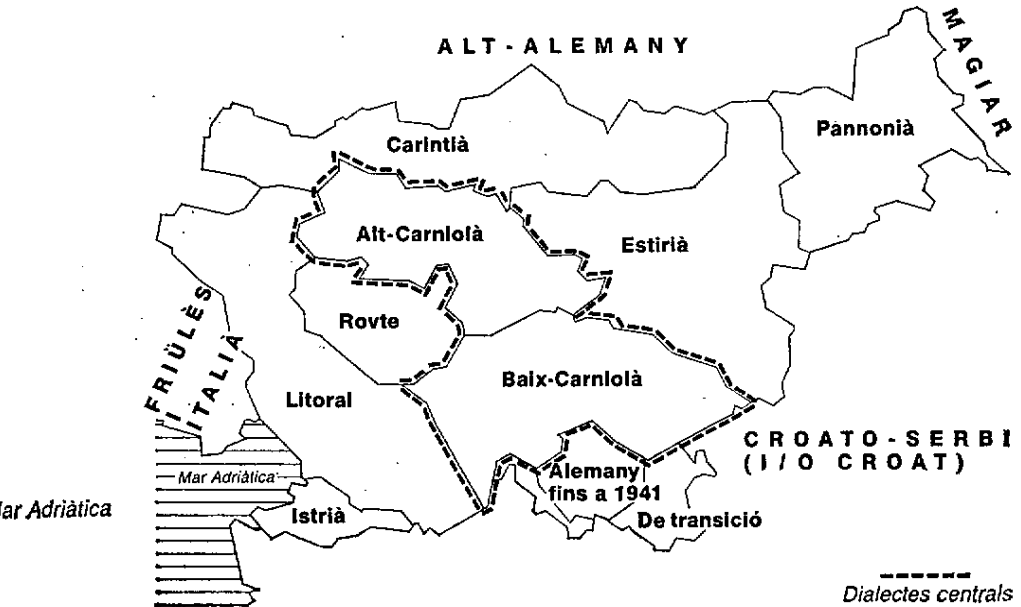 ALT-ALEMANY
MAGIAR
Carintià
Pannonià
Alt-Carniolà
Estirià
Rovte
FRIÜLÈS
I
ITALIÀ
Baix-Carniolà
Litoral
CROATO-SERBI
(I/O CROAT)
Mar Adriàtica
Alemany
fins a 1941
Mar Adriàtica
Istrià
De transició
Dialectes centrals